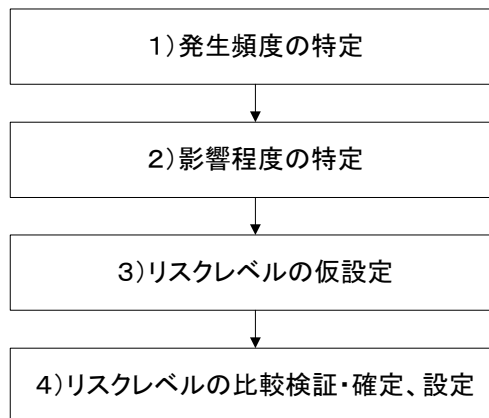 1)発生頻度の特定
2)影響程度の特定
3)リスクレベルの仮設定
4)リスクレベルの比較検証・確定、設定